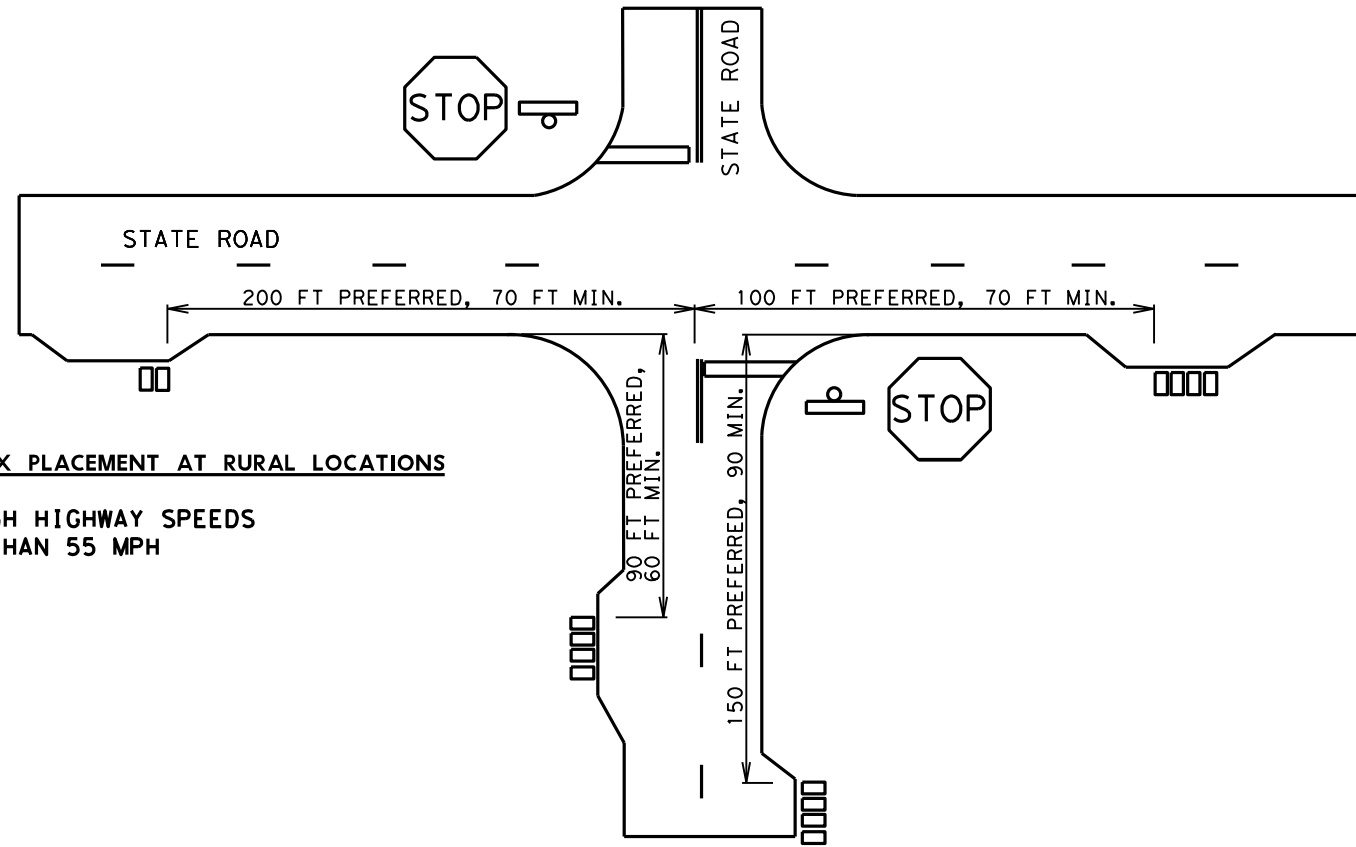 STATE ROAD
STOP
STATE ROAD
200 FT PREFERRED, 70 FT MIN.
100 FT PREFERRED, 70 FT MIN.
90 FT PREFERRED,
60 FT MIN.
150 FT PREFERRED, 90 MIN.
STOP
PLACEMENT AT RURAL LOCATIONS
HIGHWAY SPEEDS
55 MPH